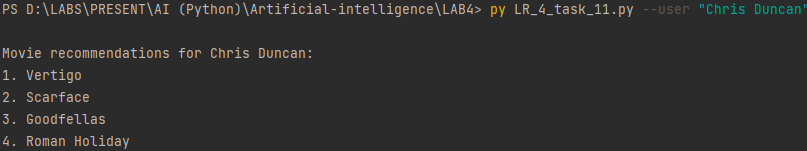 PS D:\LABS\PRESENT\AI (Python)\Artificial-intelligence\LAB4> py LR_4_task_11.py --user "Chris Duncan"
Movie recommendations for Chris Duncan:
1. Vertigo
2. Scarface
3. Goodfellas
4. Roman Holiday